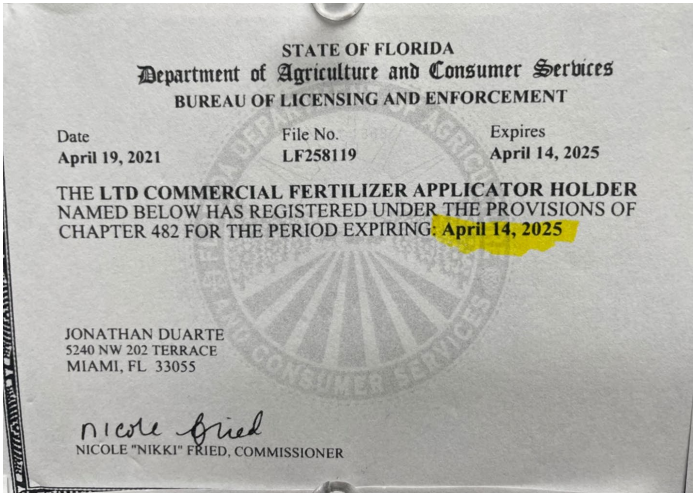 STATE OF FLORIDA
Department of Agriculture and Consumer Services
BUREAU OF LICENSING AND ENFORCEMENT
Date File No. Expires
April 19, 2021 LF258119 April 14, 2025
THE LTD COMMERCIAL FERTILIZER APPLICATOR HOLDER
NAMED BELOW HAS REGISTERED UNDER THE PROVISIONS OF
CHAPTER 482 FOR THE PERIOD EXPIRING: April 14, 2025
JONATHAN DUARTE
5240 NW 202 TERRACE
MIAMI, FL 33055
nicole fried
NICOLE "NIKKI" FRIED, COMMISSIONER